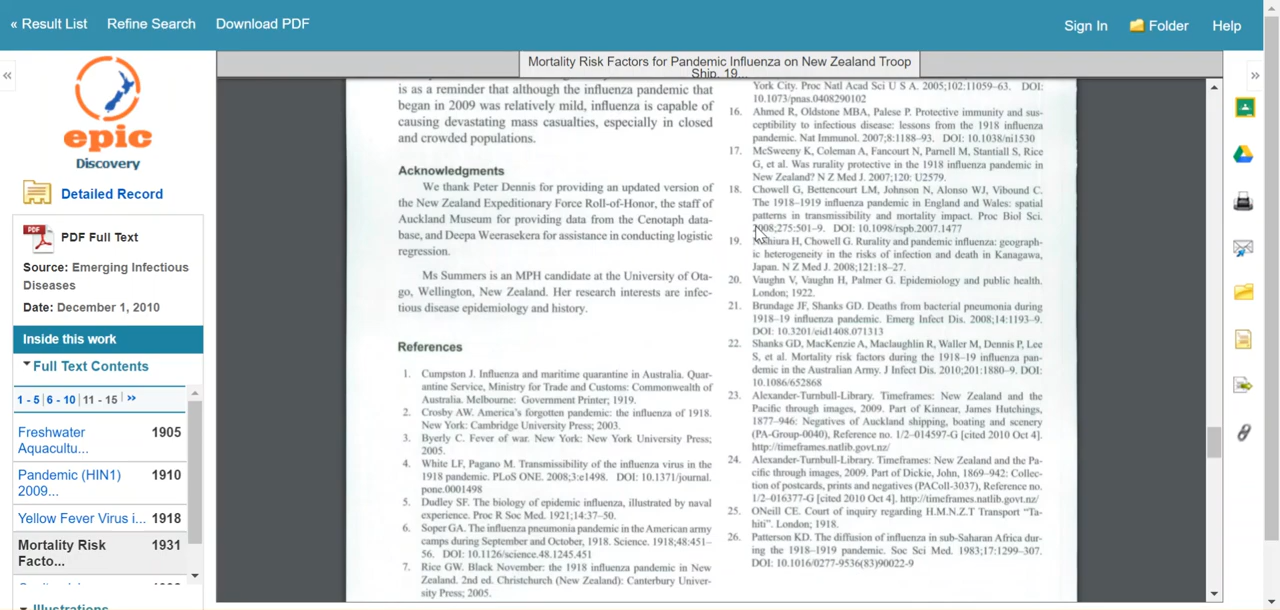 « Result List
Refine Search
Download PDF
Sign In
Folder
Help
«
»
Mortality Risk Factors for Pandemic Influenza on New Zealand Troop
Ship, 19...
epic
Discovery
Detailed Record
PDF
PDF Full Text
Source: Emerging Infectious
Diseases
Date: December 1, 2010
Inside this work
Full Text Contents
1 - 5 | 6 - 10 | 11 - 15 | »
Freshwater
Aquacultu...
1905
Pandemic (HIN1)
2009...
1910
Yellow Fever Virus i...
1918
Mortality Risk
Facto...
1931
Illustrations
is as a reminder that although the influenza pandemic that
began in 2009 was relatively mild, influenza is capable of
causing devastating mass casualties, especially in closed
and crowded populations.
Acknowledgments
We thank Peter Dennis for providing an updated version of
the New Zealand Expeditionary Force Roll-of-Honor, the staff of
Auckland Museum for providing data from the Cenotaph data-
base, and Deepa Weerasekera for assistance in conducting logistic
regression.
Ms Summers is an MPH candidate at the University of Ota-
go, Wellington, New Zealand. Her research interests are infec-
tious disease epidemiology and history.
References
1. Cumpston J. Influenza and maritime quarantine in Australia. Quar-
antine Service, Ministry for Trade and Customs: Commonwealth of
Australia. Melbourne: Government Printer; 1919.
2. Crosby AW. America's forgotten pandemic: the influenza of 1918.
New York: Cambridge University Press; 2003.
3. Byerly C. Fever of war. New York: New York University Press;
2005.
4. White LF, Pagano M. Transmissibility of the influenza virus in the
1918 pandemic. PLoS ONE. 2008;3:e1498. DOI: 10.1371/journal.
pone.0001498
5. Dudley SF. The biology of epidemic influenza, illustrated by naval
experience. Proc R Soc Med. 1921;14:37–50.
6. Soper GA. The influenza pneumonia pandemic in the American army
camps during September and October, 1918. Science. 1918;48:451–
56. DOI: 10.1126/science.48.1245.451
7. Rice GW. Black November: the 1918 influenza pandemic in New
Zealand. 2nd ed. Christchurch (New Zealand): Canterbury Univer-
sity Press; 2005.
York City. Proc Natl Acad Sci U S A. 2005;102:11059–63. DOI:
10.1073/pnas.0408290102
16. Ahmed R, Oldstone MBA, Palese P. Protective immunity and sus-
ceptibility to infectious disease: lessons from the 1918 influenza
pandemic. Nat Immunol. 2007;8:1188–93. DOI: 10.1038/ni1530
17. McSweeny K, Coleman A, Fancourt N, Parnell M, Stantiall S, Rice
G, et al. Was rurality protective in the 1918 influenza pandemic in
New Zealand? N Z Med J. 2007;120: U2579.
18. Chowell G, Bettencourt LM, Johnson N, Alonso WJ, Vibound C.
The 1918–1919 influenza pandemic in England and Wales: spatial
patterns in transmissibility and mortality impact. Proc Biol Sci.
2008;275:501–9. DOI: 10.1098/rspb.2007.1477
19. Nishiura H, Chowell G. Rurality and pandemic influenza: geograph-
ic heterogeneity in the risks of infection and death in Kanagawa,
Japan. N Z Med J. 2008;121:18–27.
20. Vaughn V, Vaughn H, Palmer G. Epidemiology and public health.
London; 1922.
21. Brundage JF, Shanks GD. Deaths from bacterial pneumonia during
1918–19 influenza pandemic. Emerg Infect Dis. 2008;14:1193–9.
DOI: 10.3201/eid1408.071313
22. Shanks GD, MacKenzie A, Maclaughlin R, Waller M, Dennis P, Lee
S, et al. Mortality risk factors during the 1918–19 influenza pan-
demic in the Australian Army. J Infect Dis. 2010;201:1880–9. DOI:
10.1086/652868
23. Alexander-Turnbull-Library. Timeframes: New Zealand and the
Pacific through images, 2009. Part of Kinnear, James Hutchings,
1877–946: Negatives of Auckland shipping, boating and scenery
(PA-Group-0040), Reference no. 1/2–014597-G [cited 2010 Oct 4].
http://timeframes.natlib.govt.nz/
24. Alexander-Turnbull-Library. Timeframes: New Zealand and the Pa-
cific through images, 2009. Part of Dickie, John, 1869–942: Collec-
tion of postcards, prints and negatives (PAColl-3037), Reference no.
1/2–016377-G [cited 2010 Oct 4]. http://timeframes.natlib.govt.nz/
25. ONeill CE. Court of inquiry regarding H.M.N.Z.T Transport "Ta-
hiti". London; 1918.
26. Patterson KD. The diffusion of influenza in sub-Saharan Africa dur-
ing the 1918–1919 pandemic. Soc Sci Med. 1983;17:1299–307.
DOI: 10.1016/0277-9536(83)90022-9